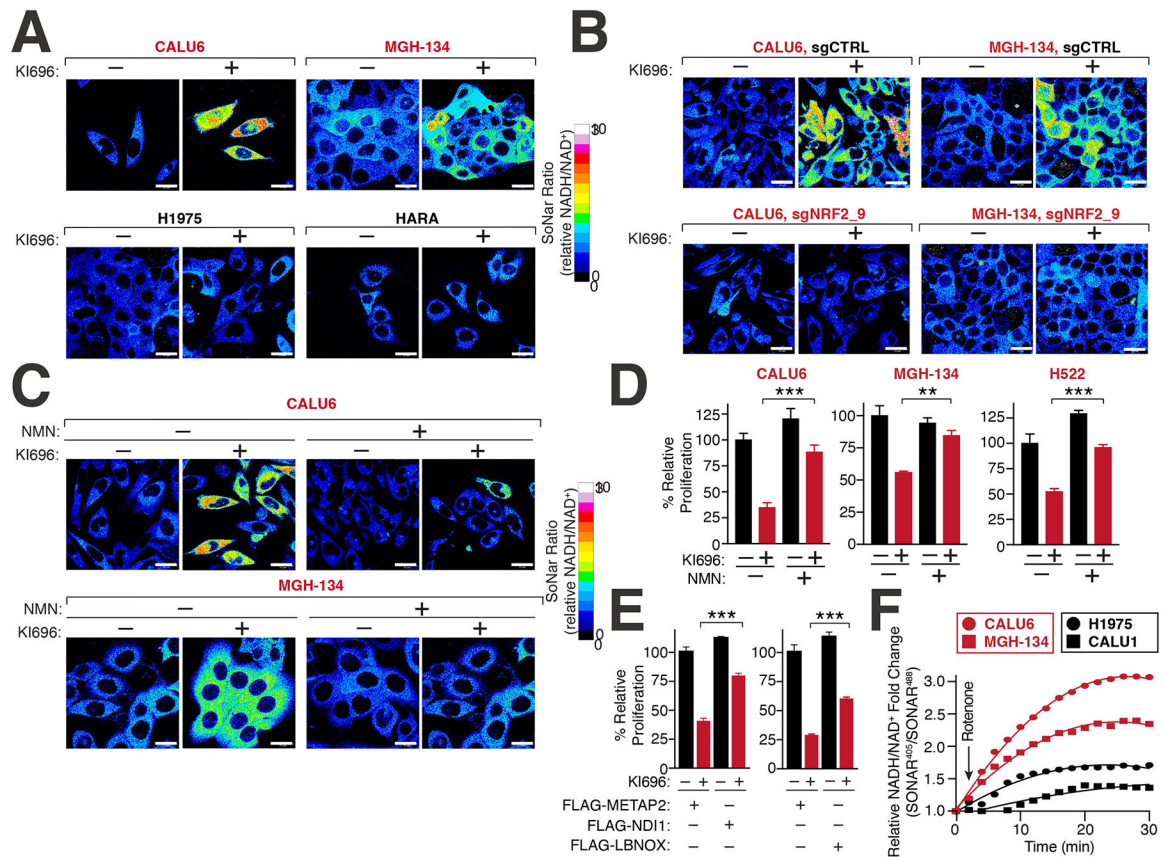 A
CALU6 MGH-134
KI696: − + − +
H1975 HARA
KI696: − + − +
SoNar Ratio
(relative NADH/NAD⁺)
0
B
CALU6, sgCTRL MGH-134, sgCTRL
KI696: − + − +
CALU6, sgNRF2_9 MGH-134, sgNRF2_9
KI696: − + − +
C
CALU6
NMN: − +
KI696: − + − +
MGH-134
NMN: − +
KI696: − + − +
SoNar Ratio
(relative NADH/NAD⁺)
0
D
CALU6 MGH-134 H522
*** ** ***
% Relative
Proliferation
125
100
75
50
25
0
100
75
50
25
0
125
100
75
50
25
0
KI696: − + − + − + − + − + − +
NMN: − + − + − +
E
*** ***
% Relative
Proliferation
100
75
50
25
0
100
75
50
25
0
KI696: − + − + − + − +
FLAG-METAP2: + − + −
FLAG-NDI1: − + − −
FLAG-LBNOX: − − − +
F
CALU6
MGH-134
H1975
CALU1
Relative NADH/NAD⁺ Fold Change
(SONAR⁴⁰⁵/SONAR⁴⁸⁸)
3.0
2.5
2.0
1.5
1.0
Rotenone
0 10 20 30
Time (min)